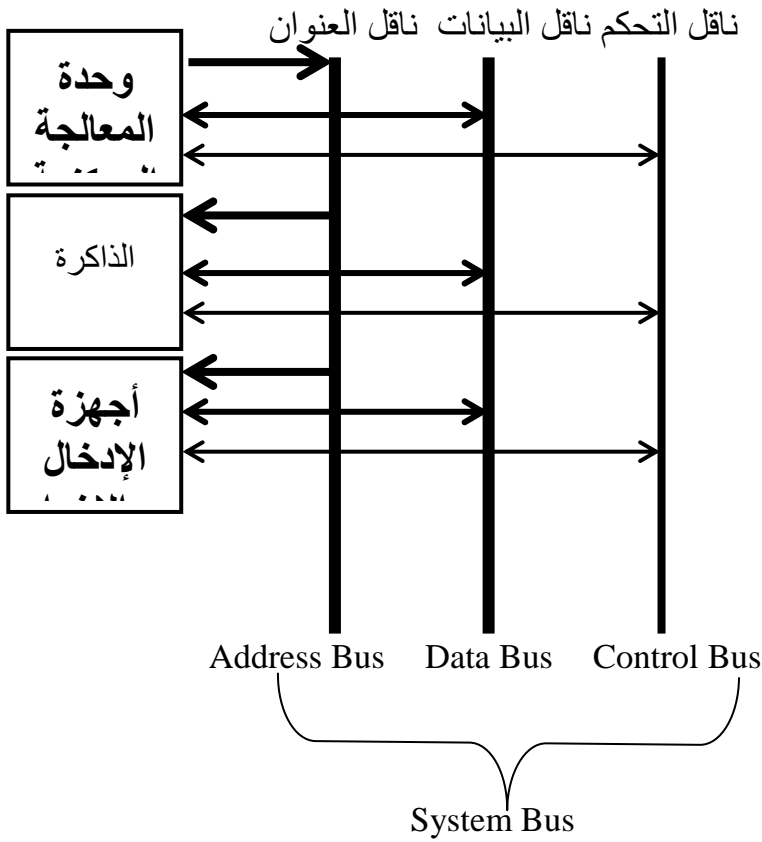 ناقل التحكم ناقل البيانات ناقل العنوان
وحدة
المعالجة
الذاكرة
أجهزة
الإدخال
Address Bus Data Bus Control Bus
System Bus